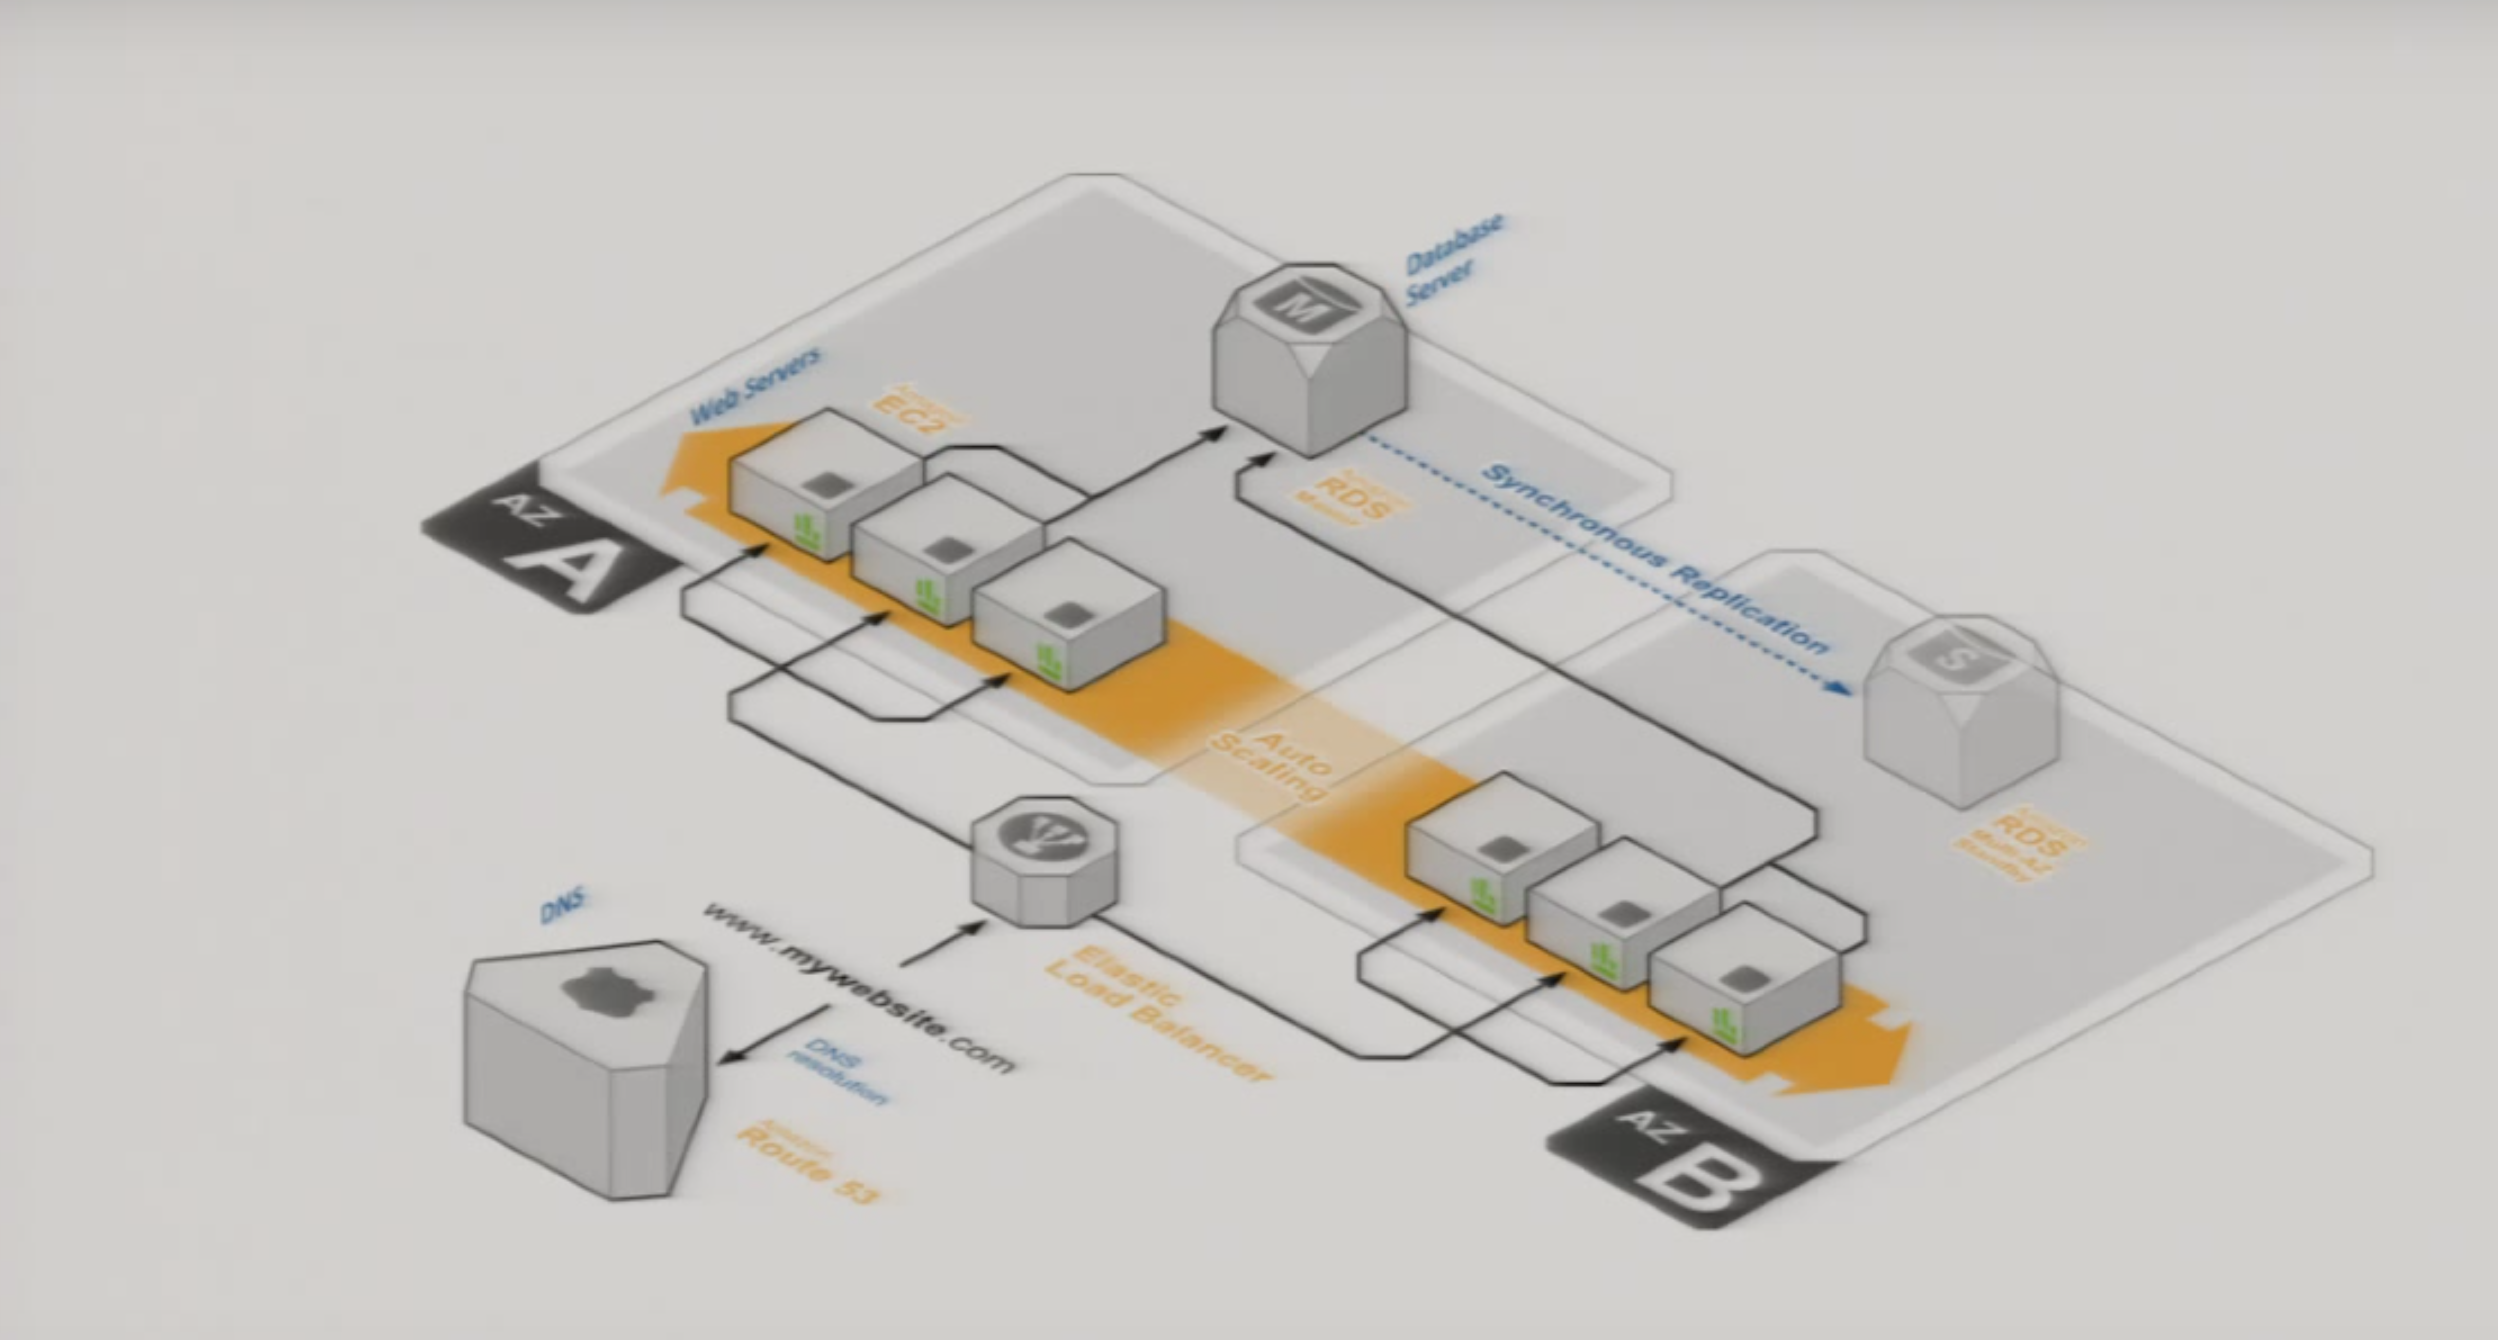 Database
Server
M
Web Servers
Amazon
EC2
AZ
A
Amazon
RDS
Master
Synchronous Replication
S
Auto
Scaling
Amazon
RDS
Multi-AZ
Standby
DNS
www.mywebsite.com
Elastic
Load Balancer
DNS
resolution
Amazon
Route 53
AZ
B